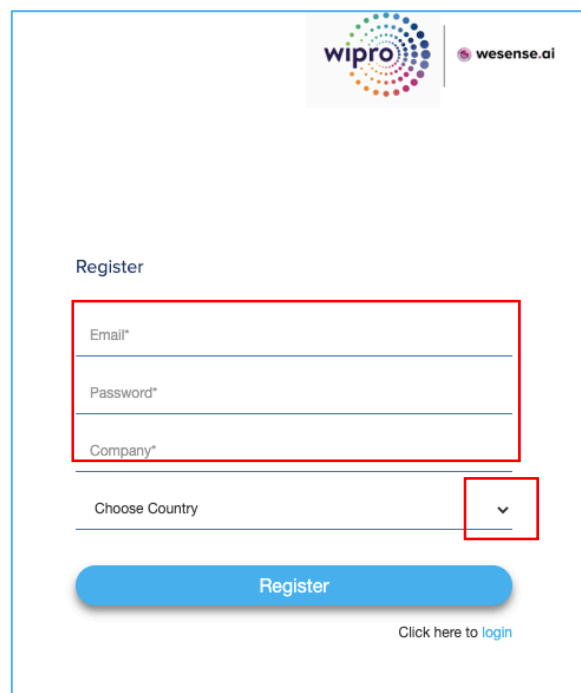 wipro
wesense.ai
Register
Email*
Password*
Company*
Choose Country
Register
Click here to login